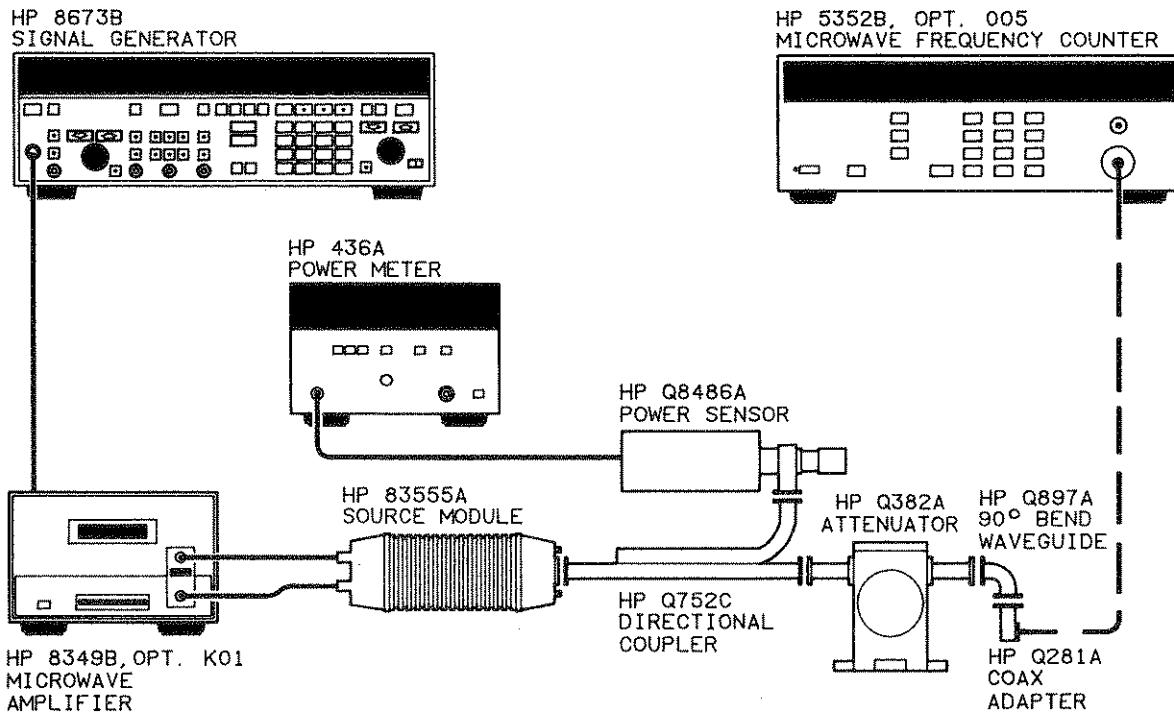 HP 8673B
SIGNAL GENERATOR
HP 5352B, OPT. 005
MICROWAVE FREQUENCY COUNTER
HP 436A
POWER METER
HP Q8486A
POWER SENSOR
HP 83555A
SOURCE MODULE
HP Q382A
ATTENUATOR
HP Q897A
90° BEND
WAVEGUIDE
HP Q752C
DIRECTIONAL
COUPLER
HP 8349B, OPT. K01
MICROWAVE
AMPLIFIER
HP Q281A
COAX
ADAPTER